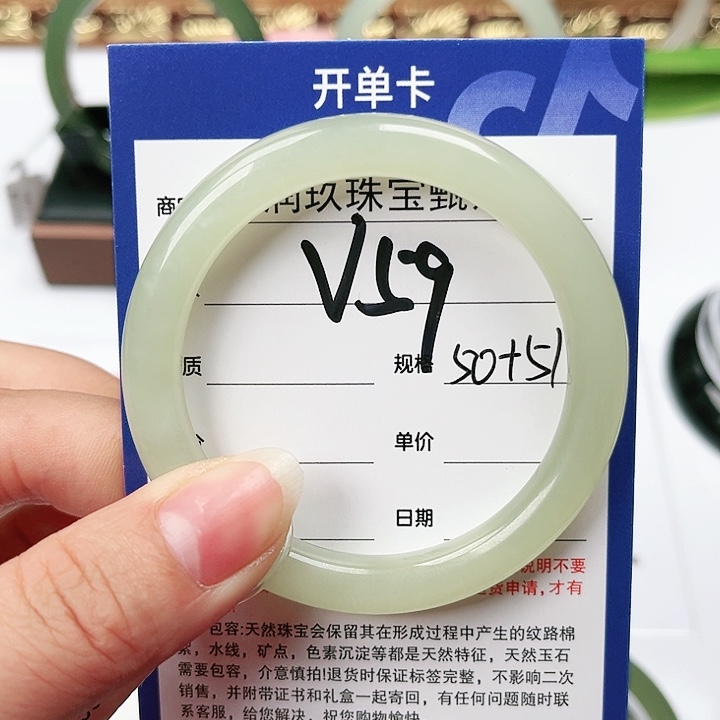 开单卡
珠宝甄
V59
质
规格 50+51
单价
日期
说明不要
货申请,才有
包容:天然珠宝会保留其在形成过程中产生的纹路棉
絮,水线,矿点,色素沉淀等都是天然特征,天然玉石
需要包容,介意慎拍!退货时保证标签完整,不影响二次
销售,并附带证书和礼盒一起寄回,有任何问题随时联
系客服,给您解决,祝您购物愉快